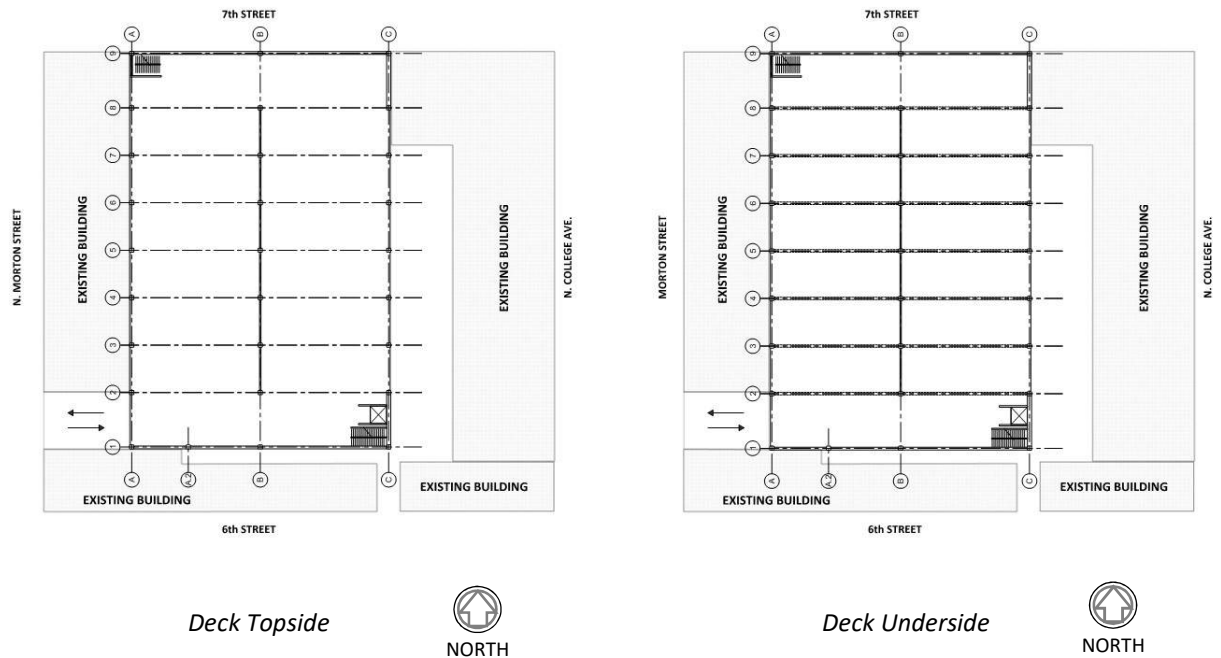 7th STREET
7th STREET
A
B
C
A
B
C
9
9
8
8
7
7
6
6
5
5
4
4
3
3
2
2
1
1
N. MORTON STREET
EXISTING BUILDING
EXISTING BUILDING
N. COLLEGE AVE.
MORTON STREET
EXISTING BUILDING
EXISTING BUILDING
N. COLLEGE AVE.
A
A.2
B
C
A
A.2
B
C
EXISTING BUILDING
EXISTING BUILDING
EXISTING BUILDING
EXISTING BUILDING
6th STREET
6th STREET
Deck Topside
NORTH
Deck Underside
NORTH